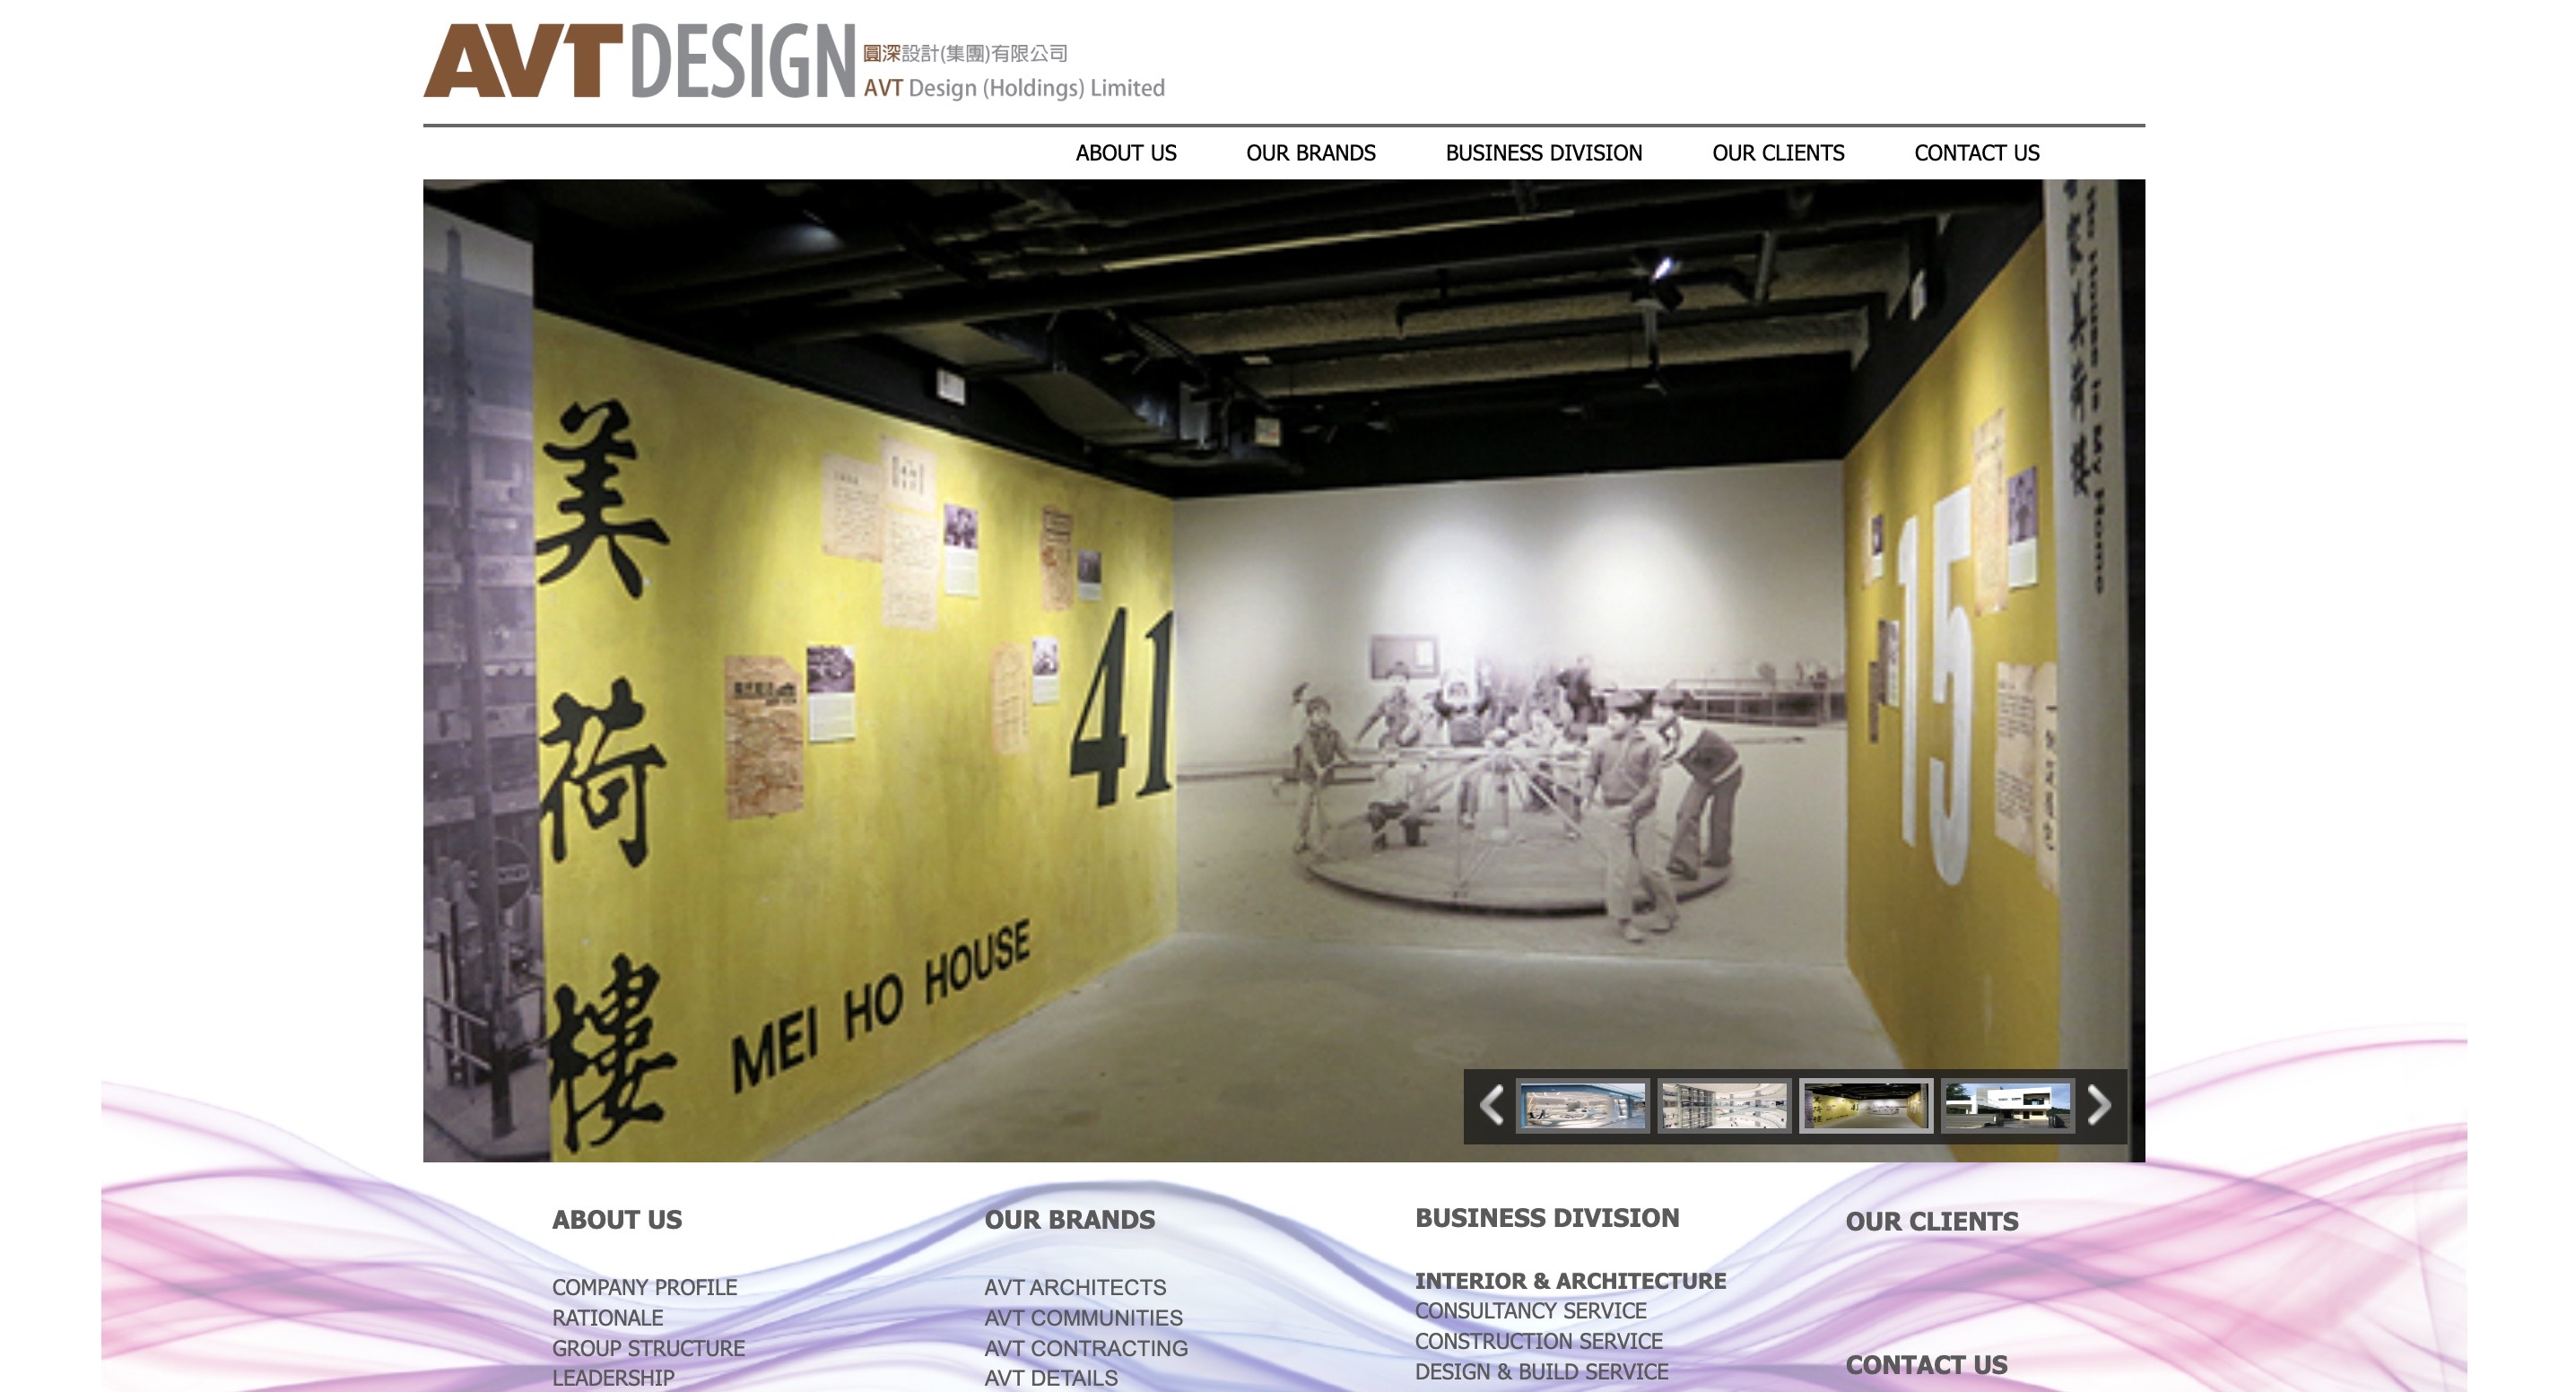 AVTDESIGN
圓深設計(集團)有限公司
AVT Design (Holdings) Limited
ABOUT US
OUR BRANDS
BUSINESS DIVISION
OUR CLIENTS
CONTACT US
美荷樓
41
MEI HO HOUSE
15
ABOUT US
COMPANY PROFILE
RATIONALE
GROUP STRUCTURE
LEADERSHIP
OUR BRANDS
AVT ARCHITECTS
AVT COMMUNITIES
AVT CONTRACTING
AVT DETAILS
BUSINESS DIVISION
INTERIOR & ARCHITECTURE
CONSULTANCY SERVICE
CONSTRUCTION SERVICE
DESIGN & BUILD SERVICE
OUR CLIENTS
CONTACT US